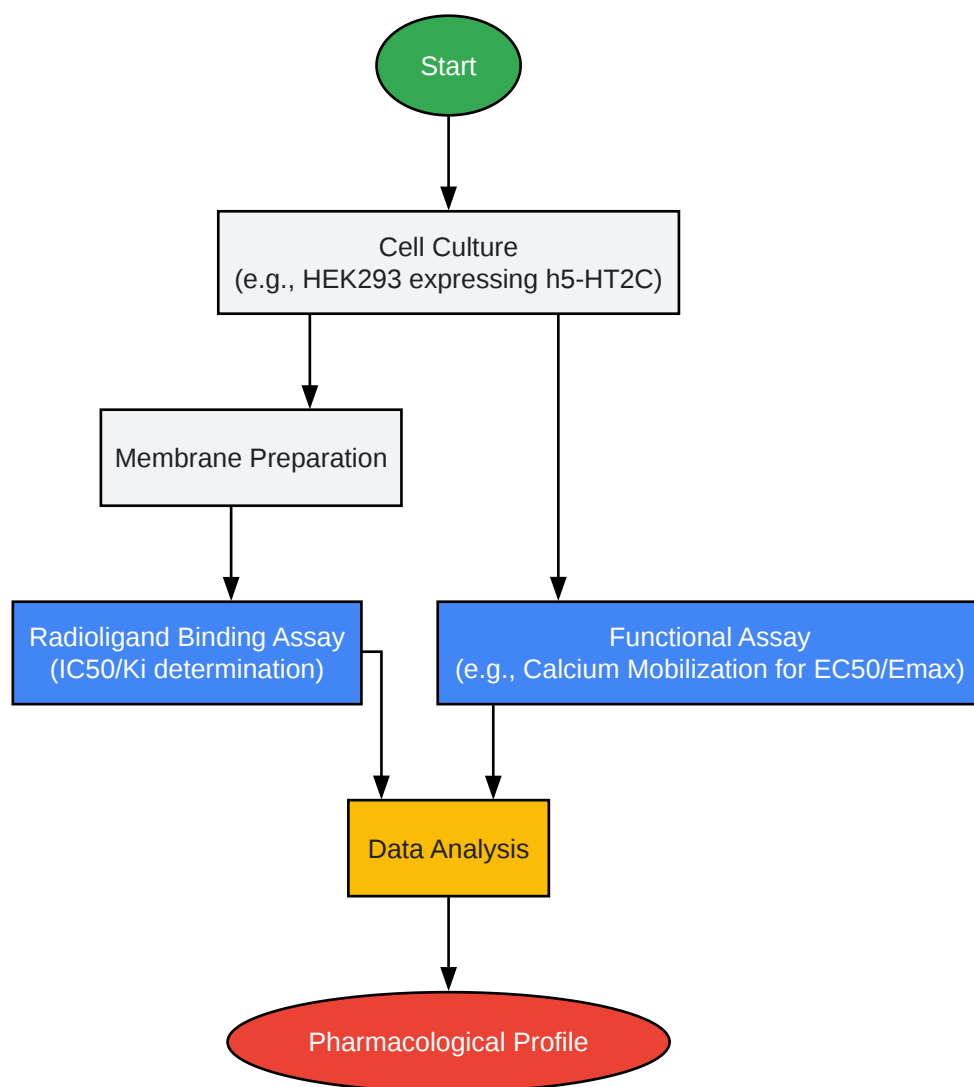 Start
Cell Culture
(e.g., HEK293 expressing h5-HT2C)
Membrane Preparation
Radioligand Binding Assay
(IC50/Ki determination)
Functional Assay
(e.g., Calcium Mobilization for EC50/Emax)
Data Analysis
Pharmacological Profile